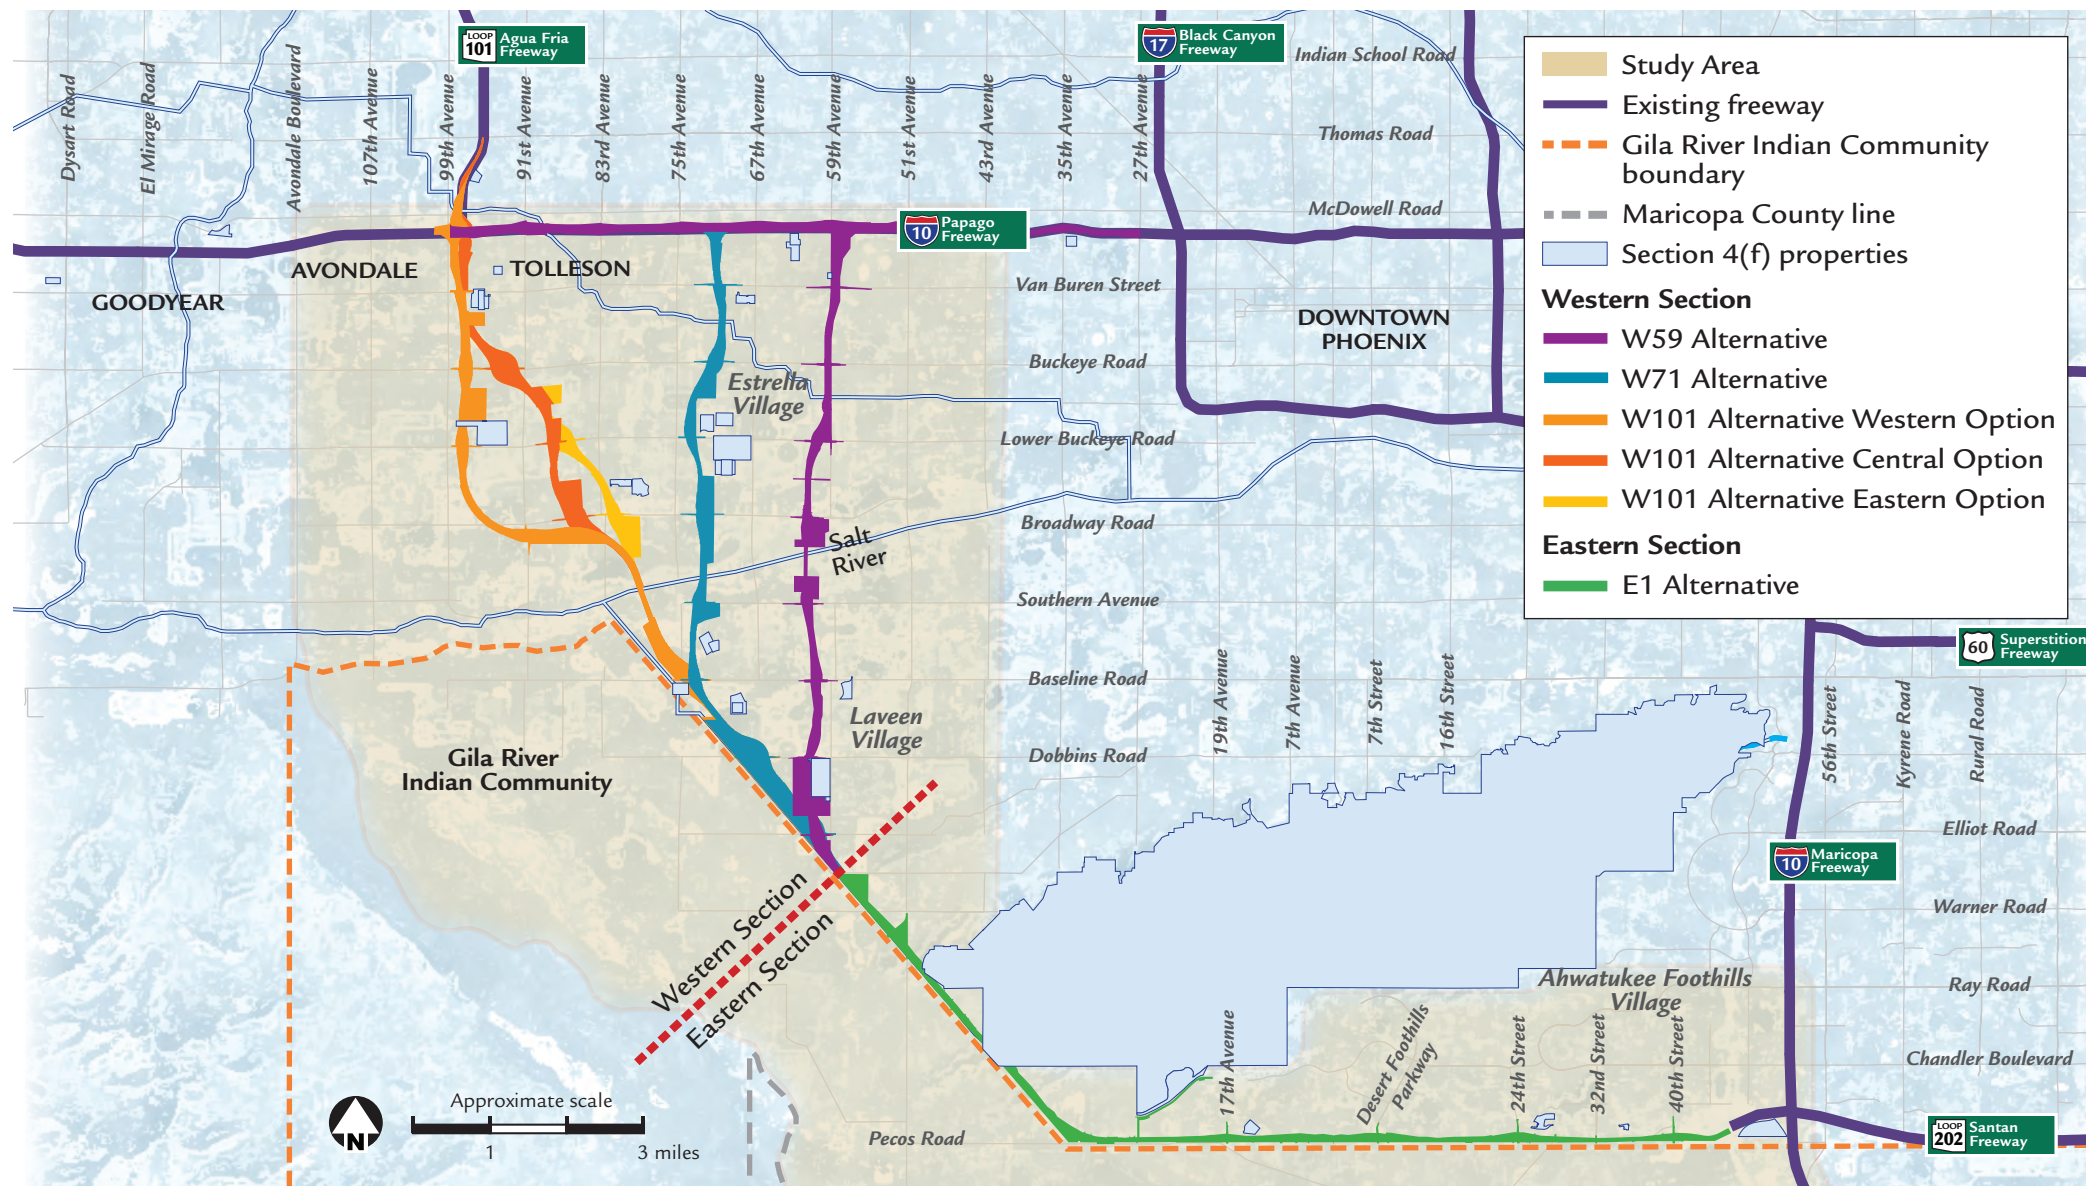 LOOP
101
Agua Fria
Freeway
17
Black Canyon
Freeway
Indian School Road
Dysart Road
El Mirage Road
Avondale Boulevard
107th Avenue
99th Avenue
91st Avenue
83rd Avenue
75th Avenue
67th Avenue
59th Avenue
51st Avenue
43rd Avenue
35th Avenue
27th Avenue
Thomas Road
McDowell Road
10
Papago
Freeway
AVONDALE
TOLLESON
GOODYEAR
Van Buren Street
DOWNTOWN
PHOENIX
Buckeye Road
Estrella
Village
Lower Buckeye Road
Broadway Road
Salt
River
Southern Avenue
Baseline Road
Laveen
Village
Dobbins Road
19th Avenue
7th Avenue
7th Street
16th Street
56th Street
Kyrene Road
Rural Road
60
Superstition
Freeway
Gila River
Indian Community
Elliot Road
10
Maricopa
Freeway
Warner Road
Western Section
Eastern Section
Ahwatukee Foothills
Village
Ray Road
17th Avenue
Desert Foothills
Parkway
24th Street
32nd Street
40th Street
Chandler Boulevard
Pecos Road
LOOP
202
Santan
Freeway
Approximate scale
N
1
3 miles
Study Area
Existing freeway
Gila River Indian Community
boundary
Maricopa County line
Section 4(f) properties
Western Section
W59 Alternative
W71 Alternative
W101 Alternative Western Option
W101 Alternative Central Option
W101 Alternative Eastern Option
Eastern Section
E1 Alternative